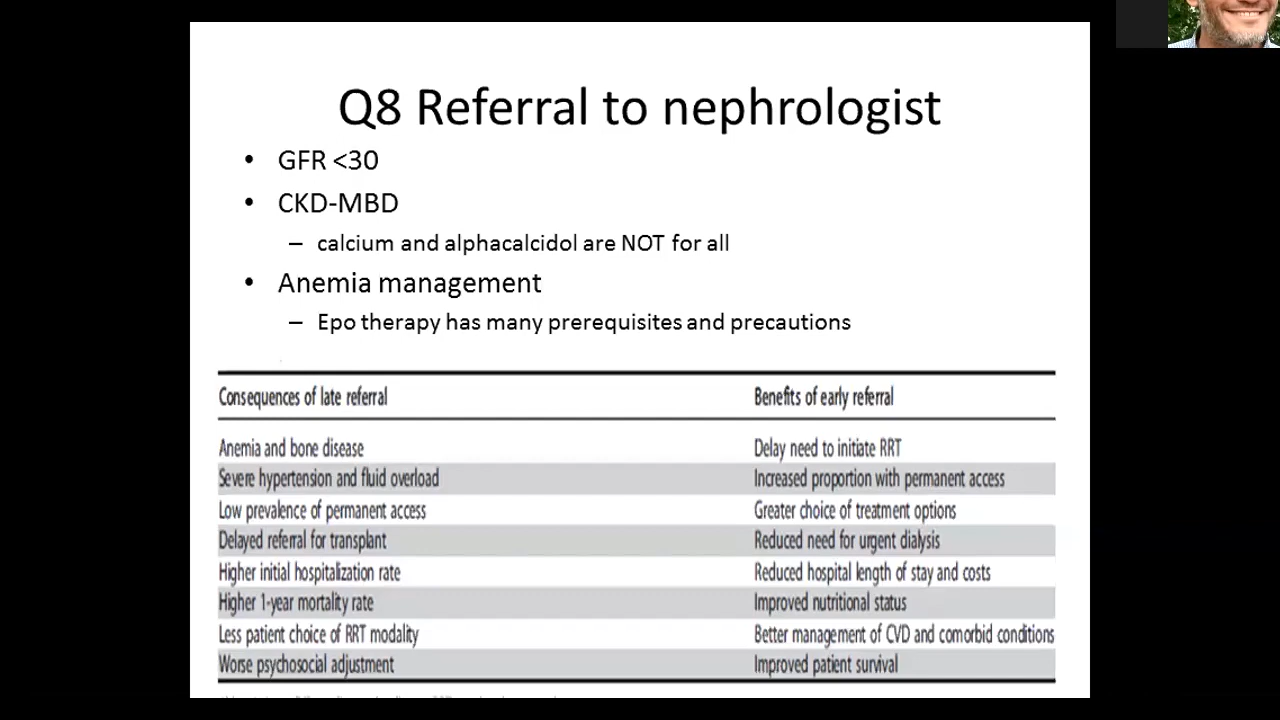 Q8 Referral to nephrologist
• GFR <30
• CKD-MBD
– calcium and alphacalcidol are NOT for all
• Anemia management
– Epo therapy has many prerequisites and precautions
Consequences of late referral Benefits of early referral
Anemia and bone disease Delay need to initiate RRT
Severe hypertension and fluid overload Increased proportion with permanent access
Low prevalence of permanent access Greater choice of treatment options
Delayed referral for transplant Reduced need for urgent dialysis
Higher initial hospitalization rate Reduced hospital length of stay and costs
Higher 1-year mortality rate Improved nutritional status
Less patient choice of RRT modality Better management of CVD and comorbid conditions
Worse psychosocial adjustment Improved patient survival